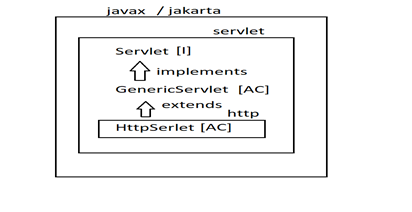 javax / jakarta
servlet
Servlet [I]
implements
GenericServlet [AC]
extends
http
HttpSerlet [AC]